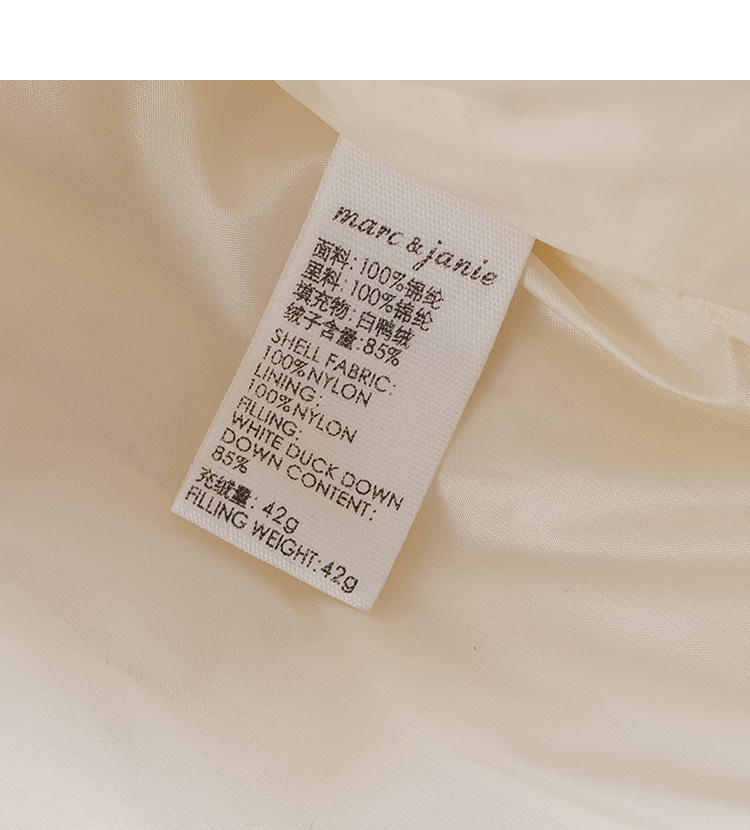 marc & janie
面料:100%锦纶
里料:100%锦纶
填充物:白鸭绒
绒子含量:85%
SHELL FABRIC:
100% NYLON
LINING:
100% NYLON
FILLING:
WHITE DUCK DOWN
DOWN CONTENT:
85%
充绒量: 42g
FILLING WEIGHT:42g